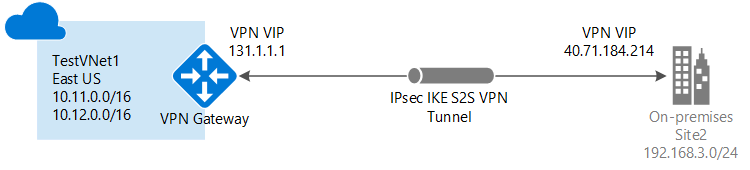 TestVNet1
East US
10.11.0.0/16
10.12.0.0/16
VPN VIP
131.1.1.1
VPN Gateway
IPsec IKE S2S VPN
Tunnel
VPN VIP
40.71.184.214
On-premises
Site2
192.168.3.0/24